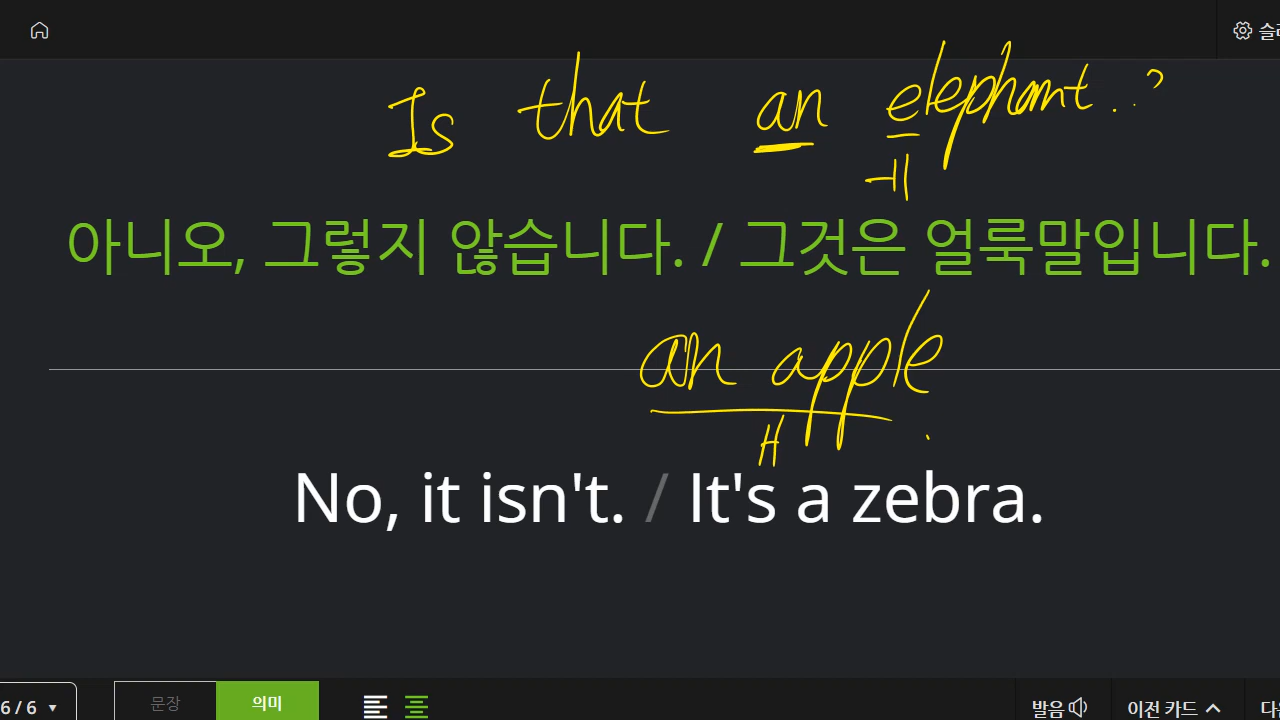 슬
Is that an elephant..?
ㅔ
아니오, 그렇지 않습니다. / 그것은 얼룩말입니다.
an apple
ㅐ
No, it isn't. / It's a zebra.
6 / 6 ▼ 문장 의미 발음 이전 카드 다